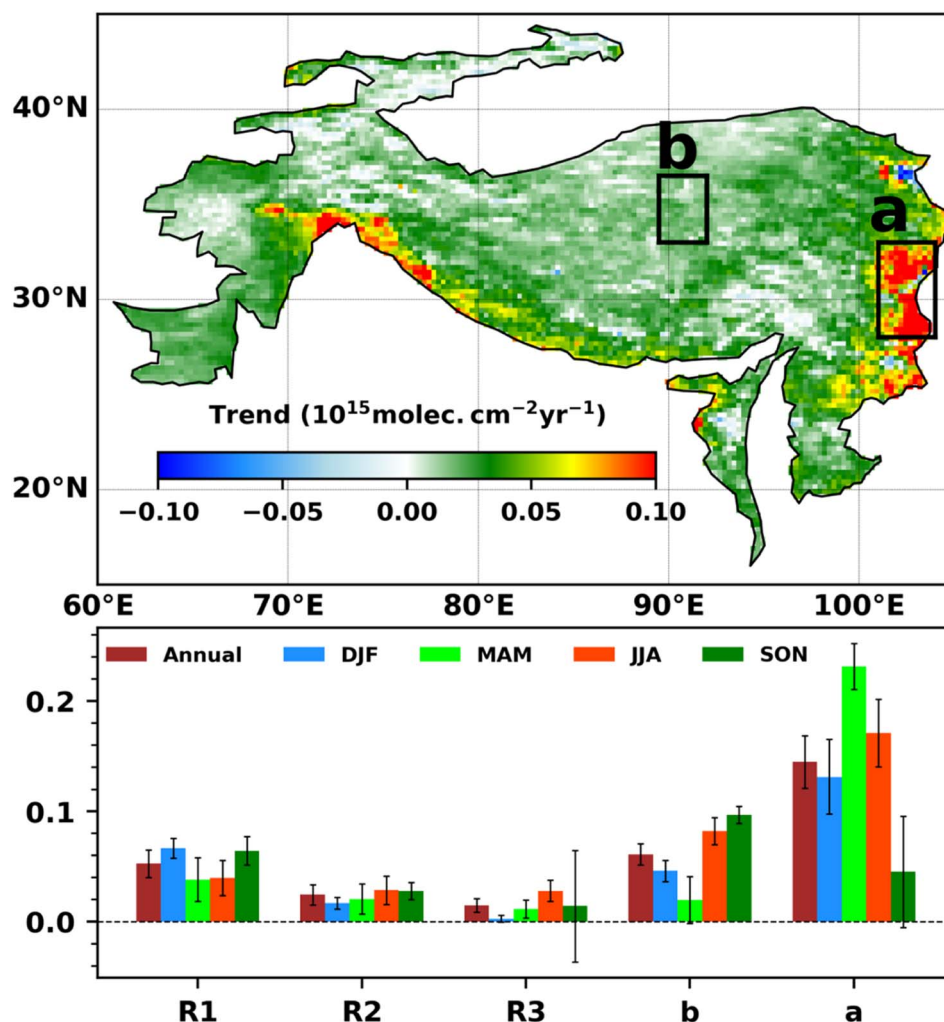 40°N
b
a
30°N
Trend (10¹⁵molec. cm⁻²yr⁻¹)
20°N
−0.10 −0.05 0.00 0.05 0.10
60°E 70°E 80°E 90°E 100°E
Annual DJF MAM JJA SON
0.2
0.1
0.0
R1 R2 R3 b a